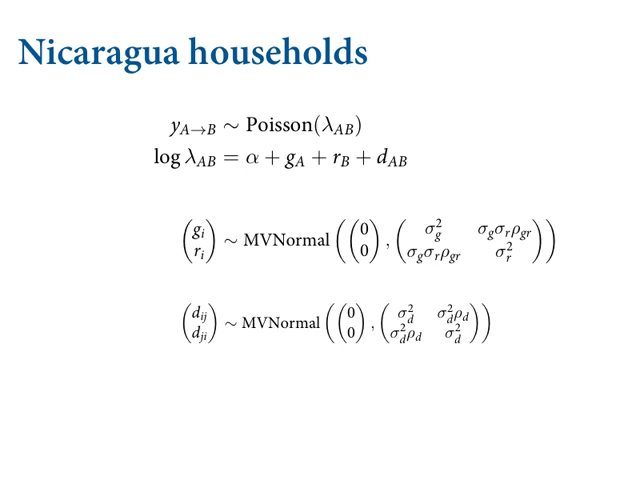 Nicaragua households
y_{A→B} ∼ Poisson(λ_{AB})
log λ_{AB} = α + g_A + r_B + d_{AB}
(g_i r_i) ∼ MVNormal((0 0), (σ_g^2 σ_gσ_rρ_{gr} σ_gσ_rρ_{gr} σ_r^2))
(d_{ij} d_{ji}) ∼ MVNormal((0 0), (σ_d^2 σ_d^2ρ_d σ_d^2ρ_d σ_d^2))